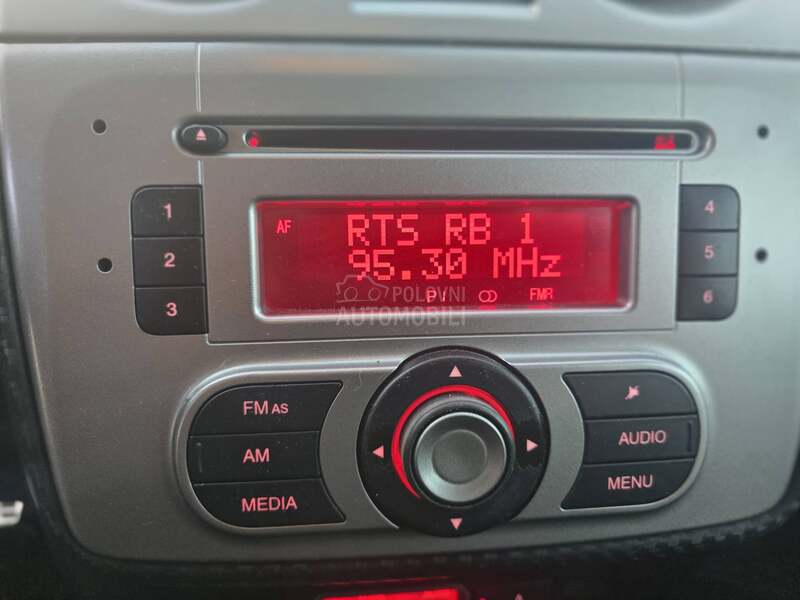 1
2
3
AF
RTS RB 1
95.30 MHz
FMR
POLOVNI
AUTOMOBILI
4
5
6
FM AS
AM
MEDIA
AUDIO
MENU